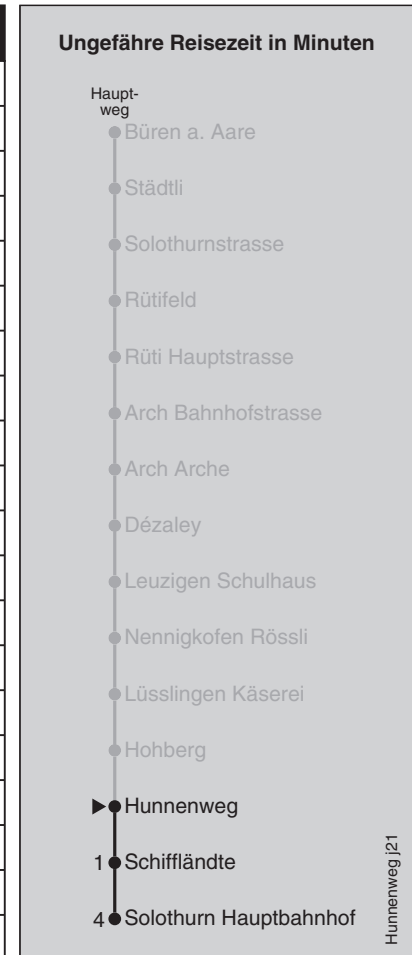 Ungefähre Reisezeit in Minuten
Haupt-
weg
Büren a. Aare
Städtli
Solothurnstrasse
Rütifeld
Rüti Hauptstrasse
Arch Bahnhofstrasse
Arch Arche
Dézaley
Leuzigen Schulhaus
Nennigkofen Rössli
Lüsslingen Käserei
Hohberg
Hunnenweg
1 Schiffländte
4 Solothurn Hauptbahnhof
Hunnenweg j21